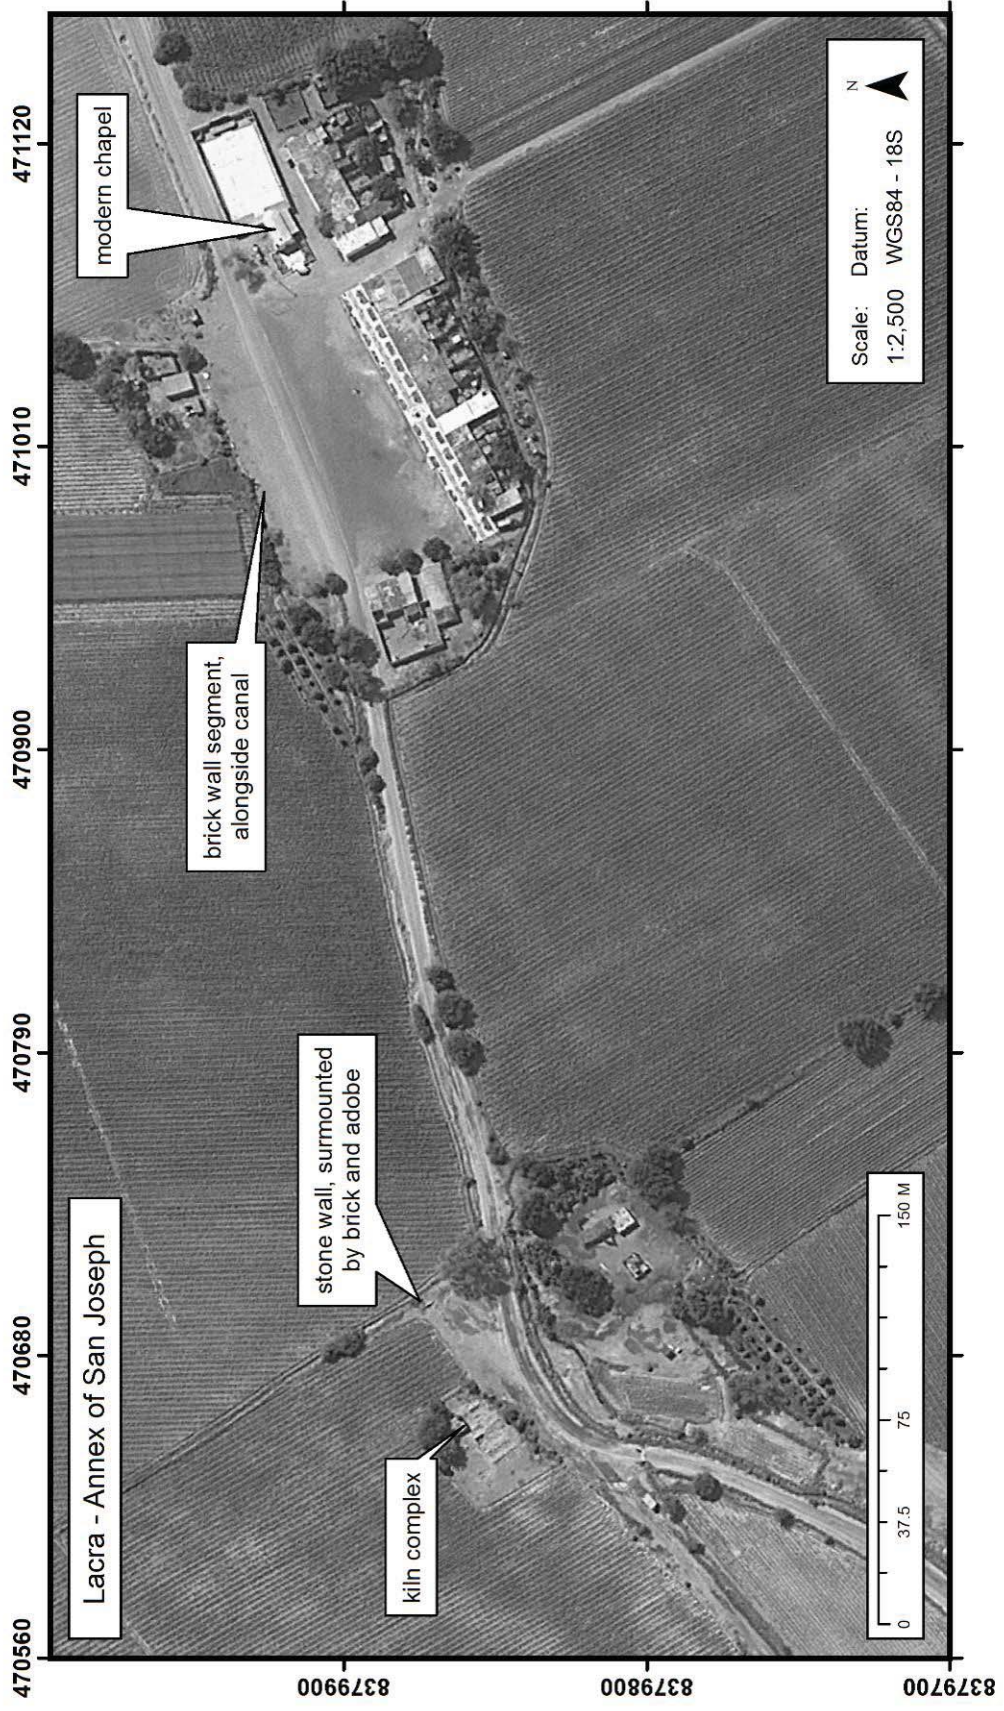 Lacra - Annex of San Joseph
470560
470680
470790
470900
471010
471120
8379900
8379800
8379700
kiln complex
stone wall, surmounted
by brick and adobe
brick wall segment,
alongside canal
modern chapel
0
37.5
75
150 M
Scale:
1:2,500
Datum:
WGS84 - 18S
N